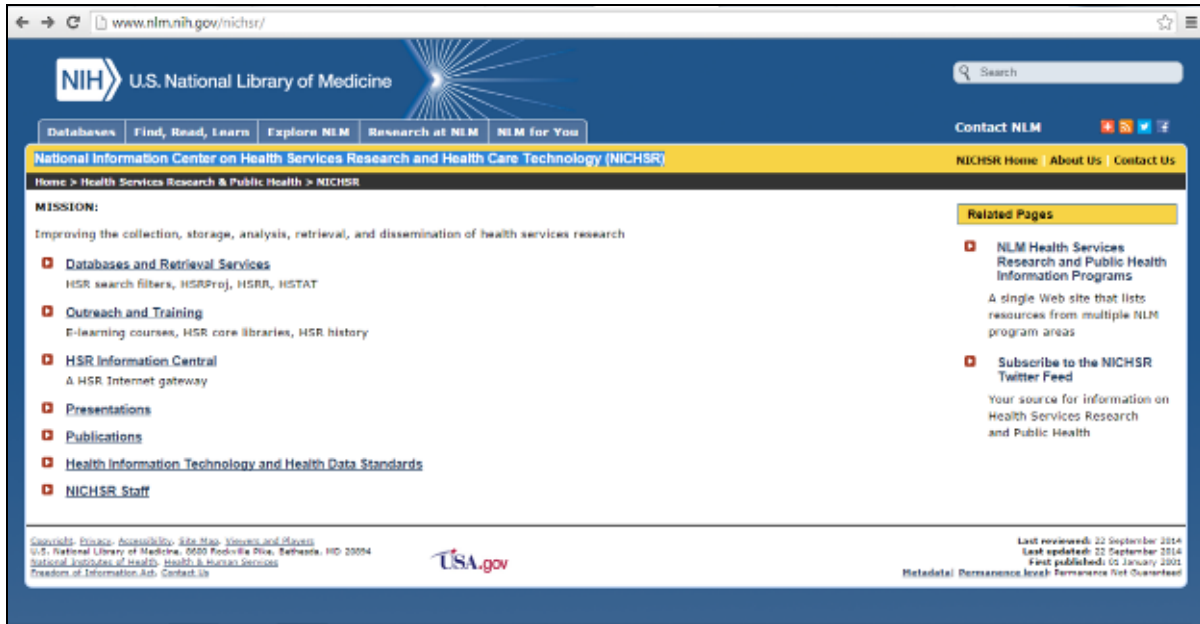 www.nlm.nih.gov/nichsr/
NIH U.S. National Library of Medicine
Search
Databases Find, Read, Learn Explore NLM Research at NLM NLM for You
Contact NLM
National Information Center on Health Services Research and Health Care Technology (NICHSR)
NICHSR Home | About Us | Contact Us
Home > Health Services Research & Public Health > NICHSR
MISSION:
Improving the collection, storage, analysis, retrieval, and dissemination of health services research
Databases and Retrieval Services
HSR search filters, HSRProj, HSRR, HSTAT
Outreach and Training
E-learning courses, HSR core libraries, HSR history
HSR Information Central
A HSR Internet gateway
Presentations
Publications
Health Information Technology and Health Data Standards
NICHSR Staff
Related Pages
NLM Health Services
Research and Public Health
Information Programs
A single Web site that lists
resources from multiple NLM
program areas
Subscribe to the NICHSR
Twitter Feed
Your source for information on
Health Services Research
and Public Health
Copyright, Privacy, Accessibility, Site Map, Viewers and Players
U.S. National Library of Medicine, 8600 Rockville Pike, Bethesda, MD 20894
National Institutes of Health, Health & Human Services
Freedom of Information Act, Contact Us
USA.gov
Last reviewed: 22 September 2014
Last updated: 22 September 2014
First published: 01 January 2001
Metadata| Permanence level: Permanence Not Guaranteed